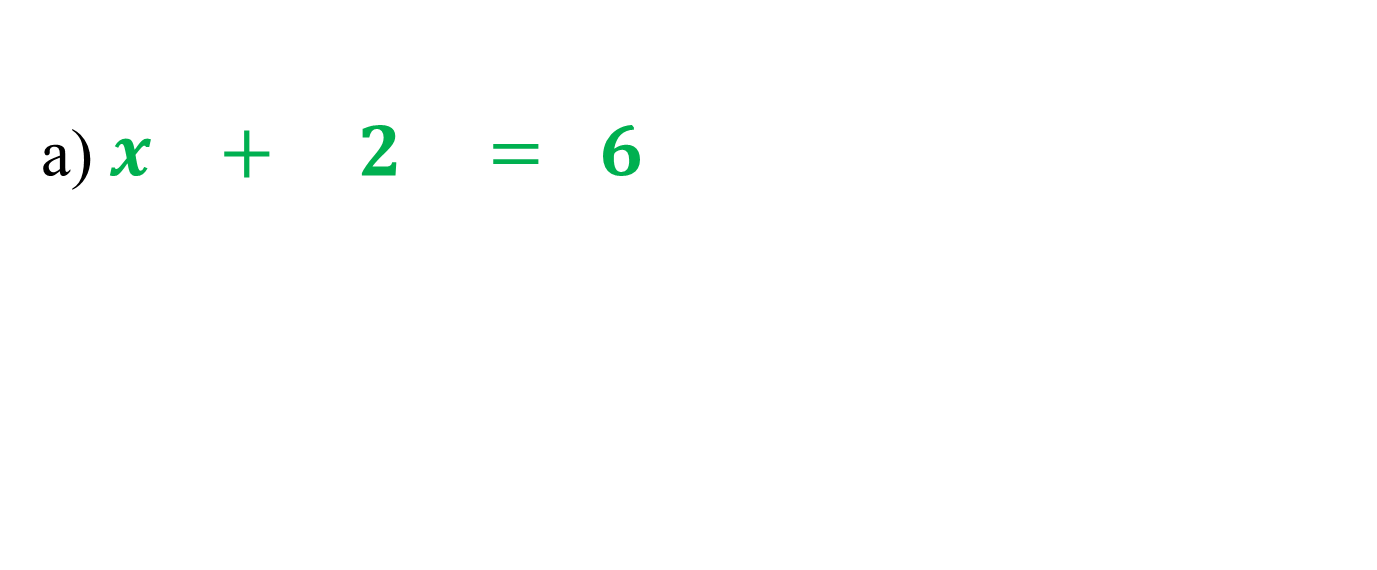 a) x + 2 = 6